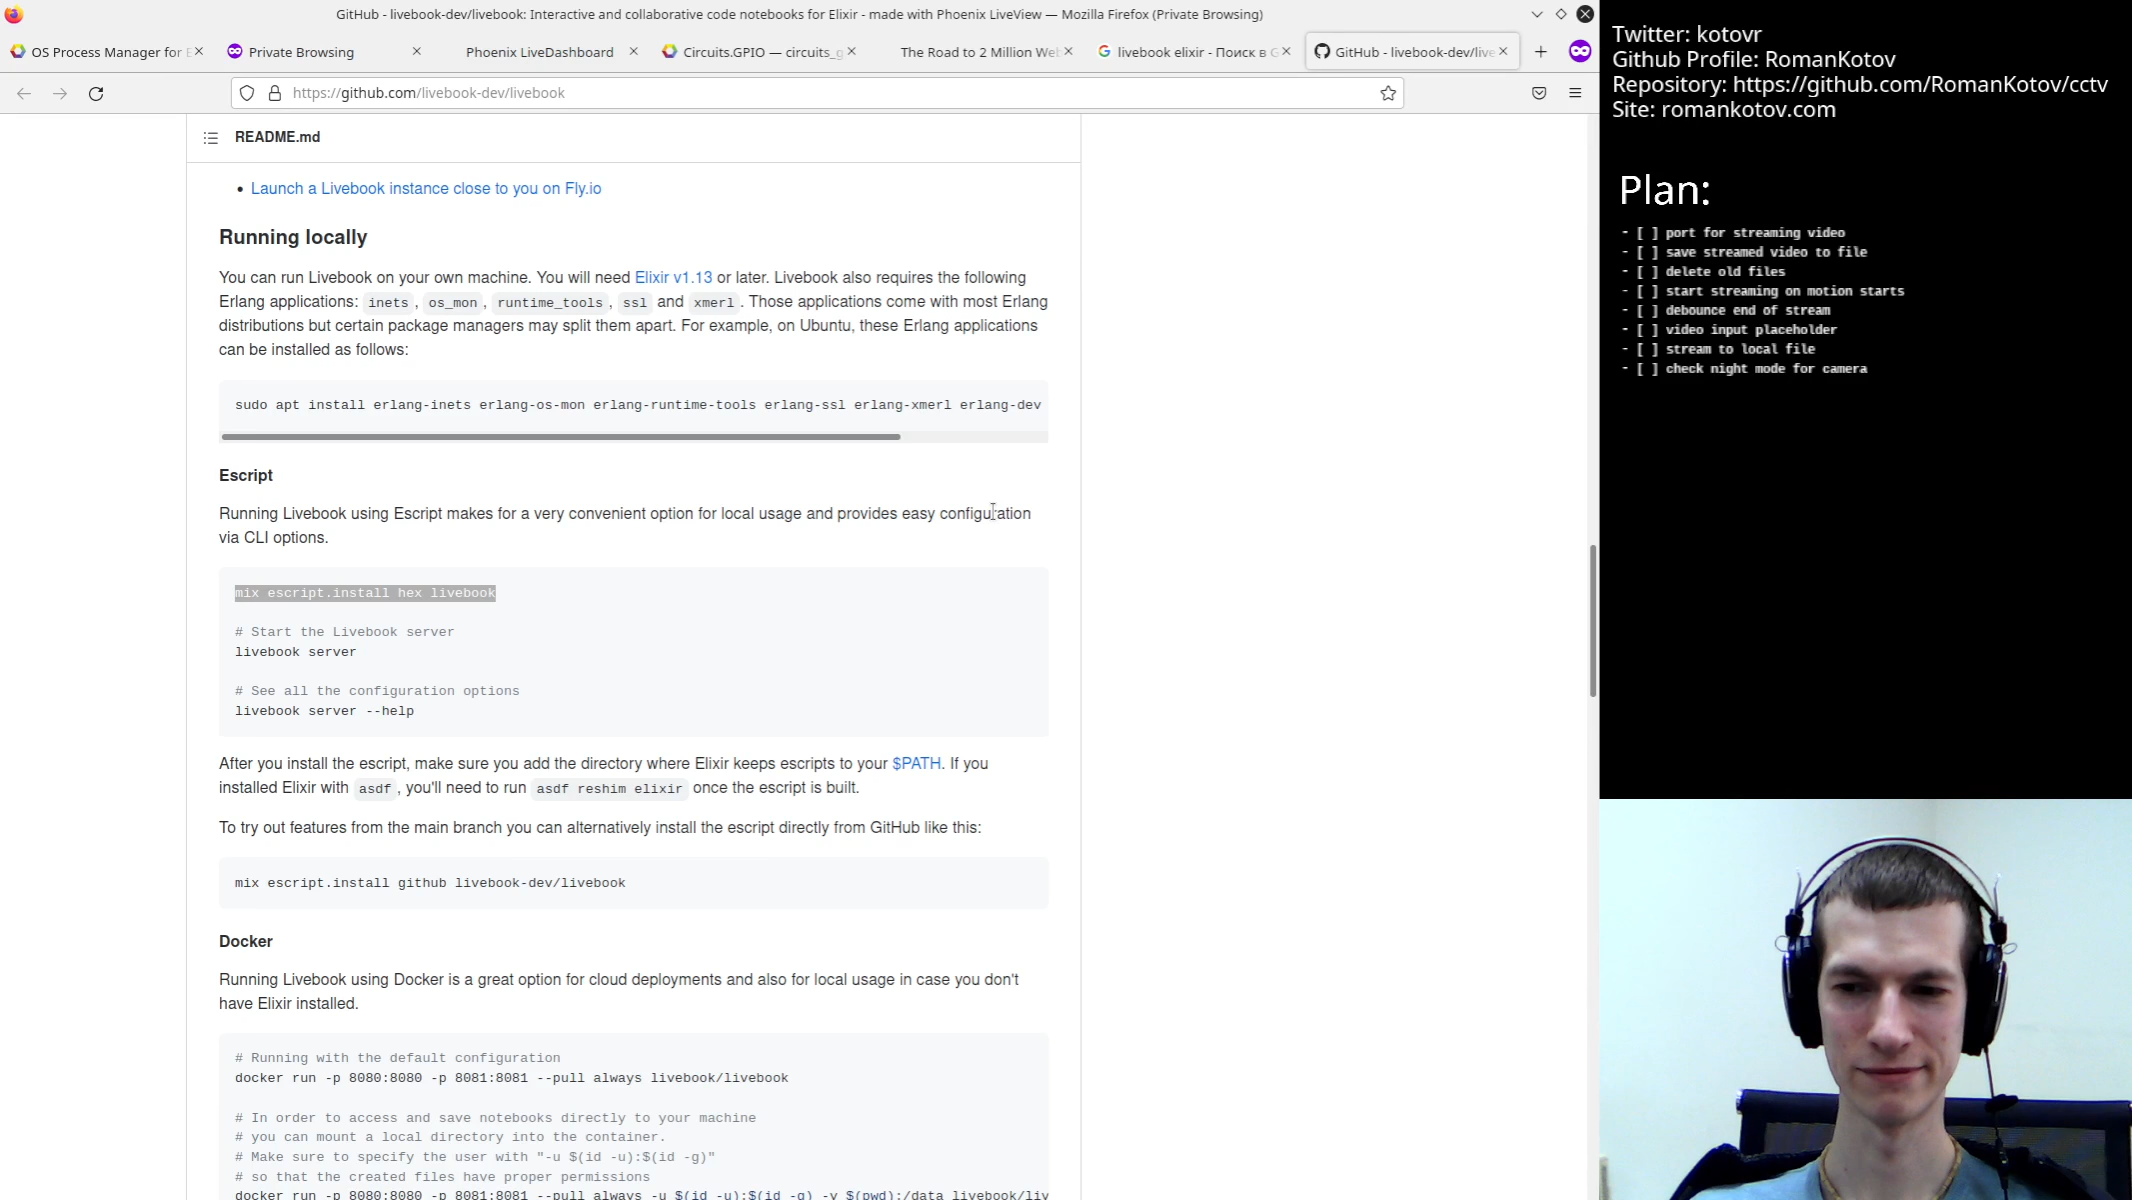 GitHub - livebook-dev/livebook: Interactive and collaborative code notebooks for Elixir - made with Phoenix LiveView — Mozilla Firefox (Private Browsing)
OS Process Manager for E
Private Browsing
Phoenix LiveDashboard
Circuits.GPIO — circuits_g
The Road to 2 Million Web
livebook elixir - Поиск в G
GitHub - livebook-dev/live
https://github.com/livebook-dev/livebook
README.md
• Launch a Livebook instance close to you on Fly.io
Running locally
You can run Livebook on your own machine. You will need Elixir v1.13 or later. Livebook also requires the following
Erlang applications: inets, os_mon, runtime_tools, ssl and xmerl. Those applications come with most Erlang
distributions but certain package managers may split them apart. For example, on Ubuntu, these Erlang applications
can be installed as follows:
sudo apt install erlang-inets erlang-os-mon erlang-runtime-tools erlang-ssl erlang-xmerl erlang-dev
Escript
Running Livebook using Escript makes for a very convenient option for local usage and provides easy configuration
via CLI options.
mix escript.install hex livebook
# Start the Livebook server
livebook server
# See all the configuration options
livebook server --help
After you install the escript, make sure you add the directory where Elixir keeps escripts to your $PATH. If you
installed Elixir with asdf, you'll need to run asdf reshim elixir once the escript is built.
To try out features from the main branch you can alternatively install the escript directly from GitHub like this:
mix escript.install github livebook-dev/livebook
Docker
Running Livebook using Docker is a great option for cloud deployments and also for local usage in case you don't
have Elixir installed.
# Running with the default configuration
docker run -p 8080:8080 -p 8081:8081 --pull always livebook/livebook
# In order to access and save notebooks directly to your machine
# you can mount a local directory into the container.
# Make sure to specify the user with "-u $(id -u):$(id -g)"
# so that the created files have proper permissions
docker run -p 8080:8080 -p 8081:8081 --pull always -u $(id -u):$(id -g) -v $(pwd):/data livebook/liv
Twitter: kotovr
Github Profile: RomanKotov
Repository: https://github.com/RomanKotov/cctv
Site: romankotov.com
Plan:
- [ ] port for streaming video
- [ ] save streamed video to file
- [ ] delete old files
- [ ] start streaming on motion starts
- [ ] debounce end of stream
- [ ] video input placeholder
- [ ] stream to local file
- [ ] check night mode for camera